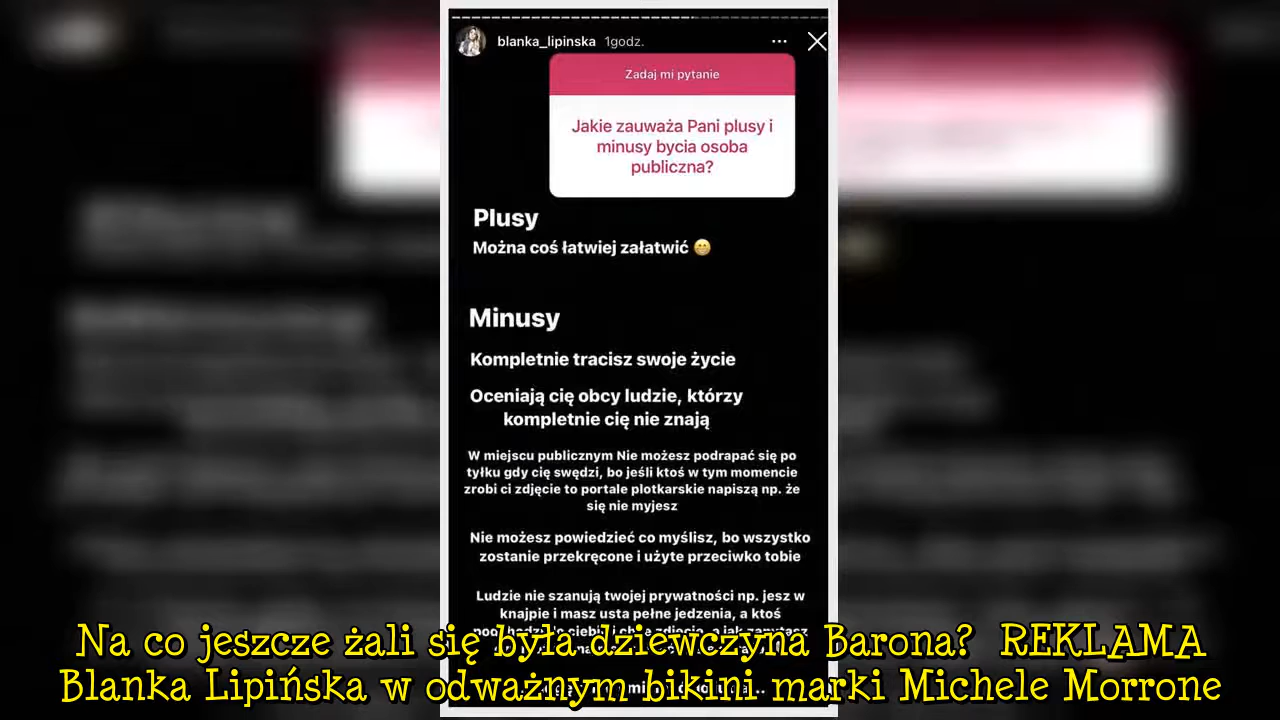 blanka_lipinska 1godz.
Zadaj mi pytanie
Jakie zauważa Pani plusy i
minusy bycia osoba
publiczna?
Plusy
Można coś łatwiej załatwić 😁
Minusy
Kompletnie tracisz swoje życie
Oceniają cię obcy ludzie, którzy
kompletnie cię nie znają
W miejscu publicznym Nie możesz podrapać się po
tyłku gdy cię swędzi, bo jeśli ktoś w tym momencie
zrobi ci zdjęcie to portale plotkarskie napiszą np. że
się nie myjesz
Nie możesz powiedzieć co myślisz, bo wszystko
zostanie przekręcone i użyte przeciwko tobie
Ludzie nie szanują twojej prywatności np. jesz w
knajpie i masz usta pełne jedzenia, a ktoś
Na co jeszcze żali się była dziewczyna Barona? REKLAMA
Blanka Lipińska w odważnym bikini marki Michele Morrone